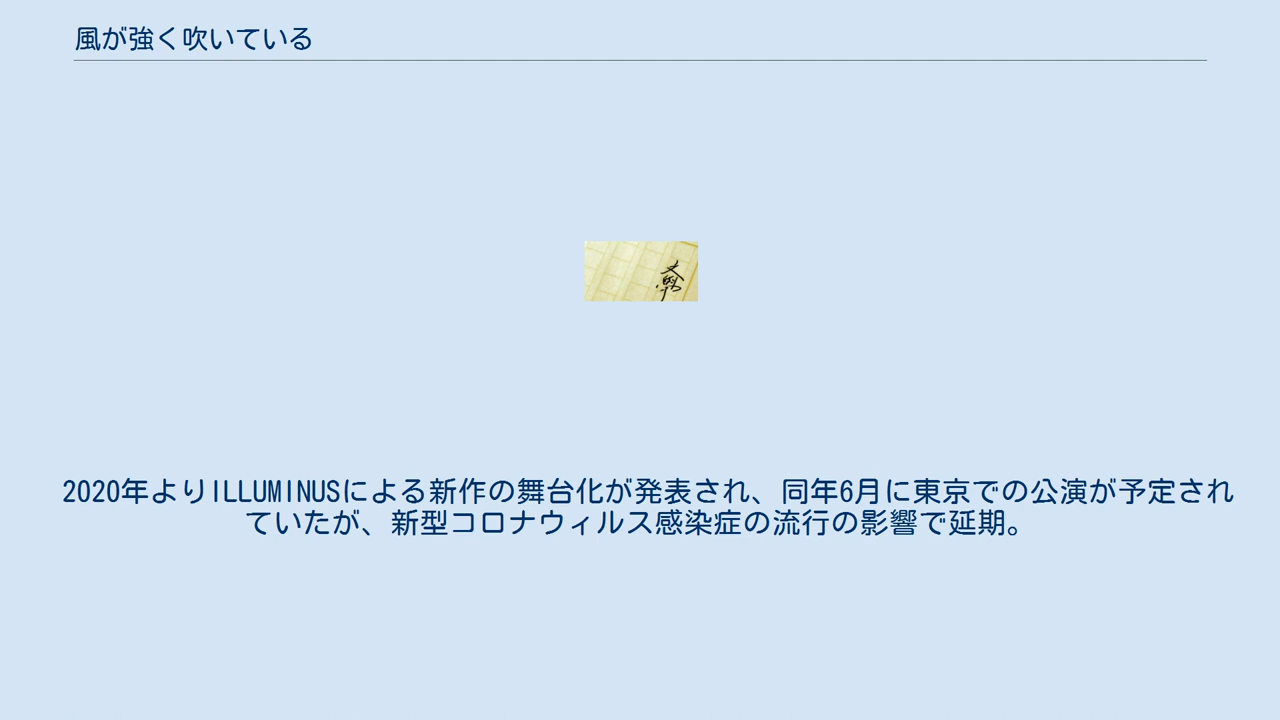 風が強く吹いている
2020年よりILLUMINUSによる新作の舞台化が発表され、同年6月に東京での公演が予定され
ていたが、新型コロナウィルス感染症の流行の影響で延期。